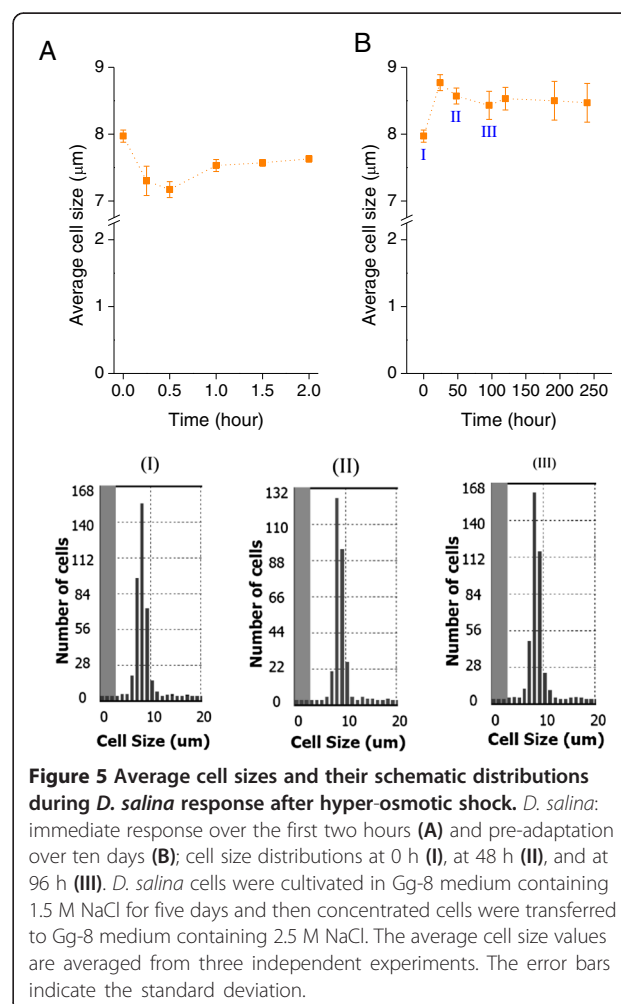 A
B
9
8
7
2
1
0
Average cell size (µm)
0.0 0.5 1.0 1.5 2.0
Time (hour)
9
8
7
2
1
0
Average cell size (µm)
I
II
III
0 50 100 150 200 250
Time (hour)
(I)
168
140
112
84
56
28
0
Number of cells
0 10 20
Cell Size (um)
(II)
132
110
88
66
44
22
0
Number of cells
0 10 20
Cell Size (um)
(III)
168
140
112
84
56
28
0
Number of cells
0 10 20
Cell Size (um)
Figure 5 Average cell sizes and their schematic distributions
during D. salina response after hyper-osmotic shock. D. salina:
immediate response over the first two hours (A) and pre-adaptation
over ten days (B); cell size distributions at 0 h (I), at 48 h (II), and at
96 h (III). D. salina cells were cultivated in Gg-8 medium containing
1.5 M NaCl for five days and then concentrated cells were transferred
to Gg-8 medium containing 2.5 M NaCl. The average cell size values
are averaged from three independent experiments. The error bars
indicate the standard deviation.